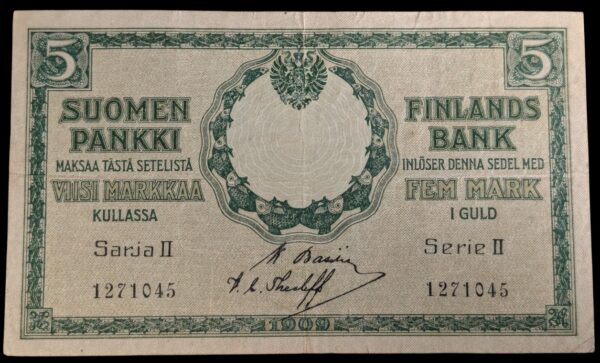 5
5
SUOMEN
PANKKI
MAKSAA TÄSTÄ SETELISTÄ
VIISI MARKKAA
KULLASSA
Sarja II
1271045
FINLANDS
BANK
INLÖSER DENNA SEDEL MED
FEM MARK
I GULD
Serie II
1271045
1909